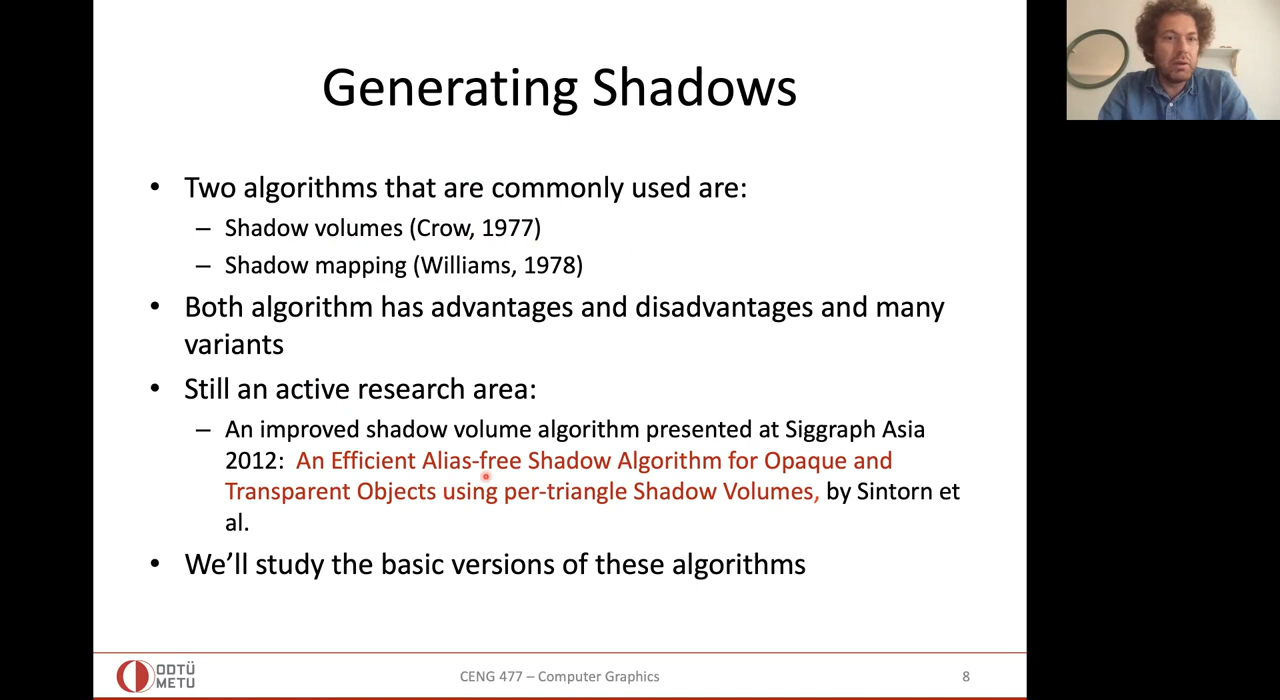 Generating Shadows
• Two algorithms that are commonly used are:
– Shadow volumes (Crow, 1977)
– Shadow mapping (Williams, 1978)
• Both algorithm has advantages and disadvantages and many
variants
• Still an active research area:
– An improved shadow volume algorithm presented at Siggraph Asia
2012: An Efficient Alias-free Shadow Algorithm for Opaque and
Transparent Objects using per-triangle Shadow Volumes, by Sintorn et
al.
• We’ll study the basic versions of these algorithms
ODTÜ
METU
CENG 477 – Computer Graphics
8